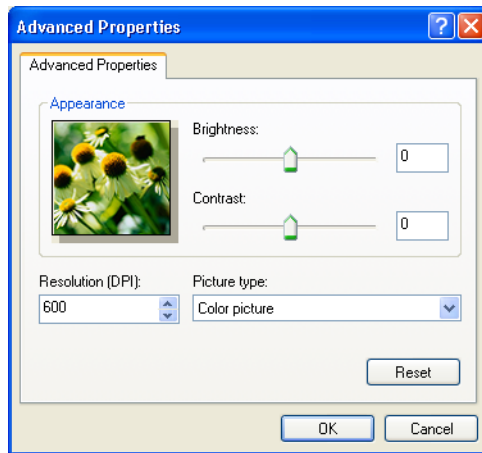 Advanced Properties
Advanced Properties
Appearance
Brightness:
0
Contrast:
0
Resolution (DPI):
Picture type:
600
Color picture
Reset
OK
Cancel